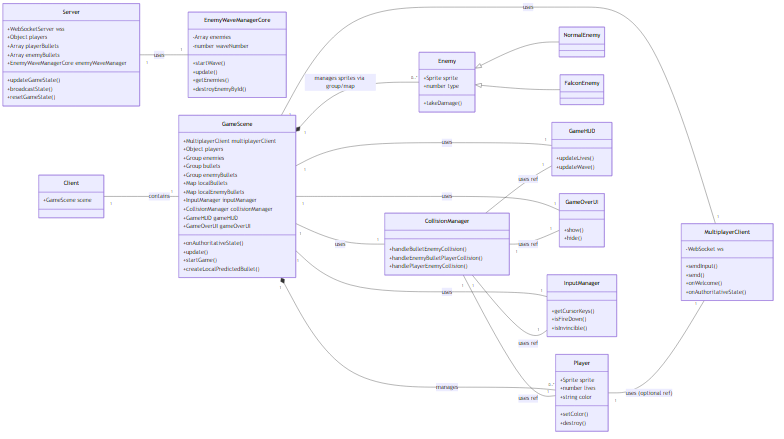 Server
+WebSocketServer wss
+Object players
+Array playerBullets
+Array enemyBullets
+EnemyWaveManagerCore enemyWaveManager
+updateGameState()
+broadcastState()
+resetGameState()
uses
1
1
EnemyWaveManagerCore
-Array enemies
-number waveNumber
+startWave()
+update()
+getEnemies()
+destroyEnemyById()
uses
NormalEnemy
FalconEnemy
Enemy
+Sprite sprite
+number type
+takeDamage()
manages sprites via
group/map
0..*
1
GameScene
+MultiplayerClient multiplayerClient
+Object players
+Group enemies
+Group bullets
+Group enemyBullets
+Map localBullets
+Map localEnemyBullets
+InputManager inputManager
+CollisionManager collisionManager
+GameHUD gameHUD
+GameOverUI gameOverUI
+onAuthoritativeState()
+update()
+startGame()
+createLocalPredictedBullet()
Client
+GameScene scene
contains
1
1
uses
GameHUD
+updateLives()
+updateWave()
uses ref
uses
GameOverUI
+show()
+hide()
uses ref
uses
CollisionManager
+handleBulletEnemyCollision()
+handleEnemyBulletPlayerCollision()
+handlePlayerEnemyCollision()
MultiplayerClient
-WebSocket ws
+sendInput()
+send()
+onWelcome()
+onAuthoritativeState()
uses
InputManager
+getCursorKeys()
+isFireDown()
+isInvincible()
uses ref
manages
0..*
Player
+Sprite sprite
+number lives
+string color
+setColor()
+destroy()
uses ref
uses (optional ref)